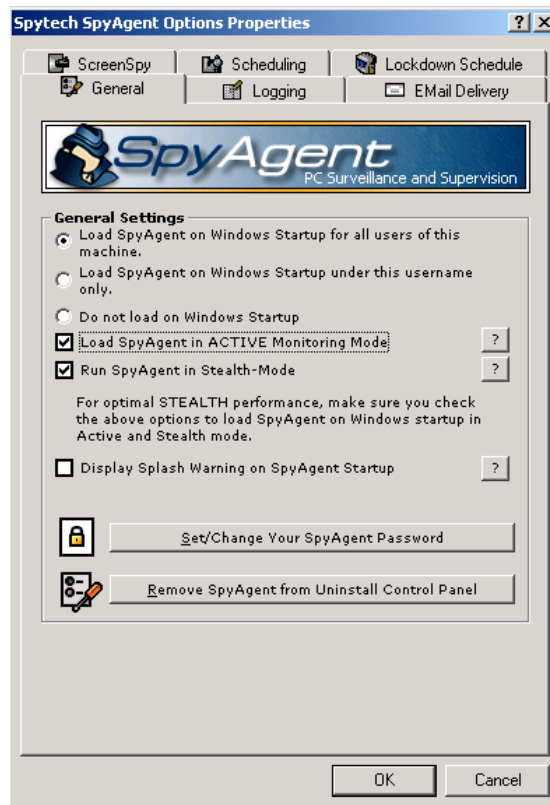 Spytech SpyAgent Options Properties
ScreenSpy
Scheduling
Lockdown Schedule
General
Logging
EMail Delivery
SpyAgent
PC Surveillance and Supervision
General Settings
Load SpyAgent on Windows Startup for all users of this
machine.
Load SpyAgent on Windows Startup under this username
only.
Do not load on Windows Startup
Load SpyAgent in ACTIVE Monitoring Mode
?
Run SpyAgent in Stealth-Mode
?
For optimal STEALTH performance, make sure you check
the above options to load SpyAgent on Windows startup in
Active and Stealth mode.
Display Splash Warning on SpyAgent Startup
?
Set/Change Your SpyAgent Password
Remove SpyAgent from Uninstall Control Panel
OK
Cancel